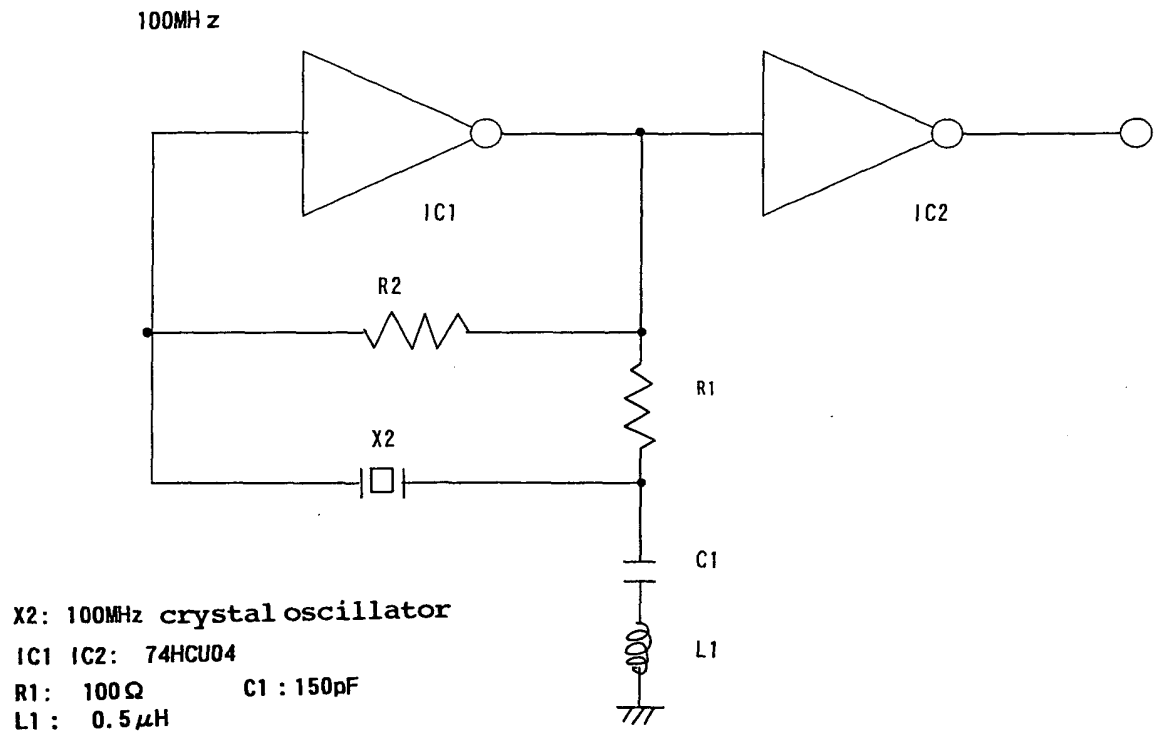 100MHz
IC1
IC2
R2
R1
X2
C1
L1
X2: 100MHz crystal oscillator
IC1 IC2: 74HCU04
R1: 100Ω C1 : 150pF
L1 : 0.5μH